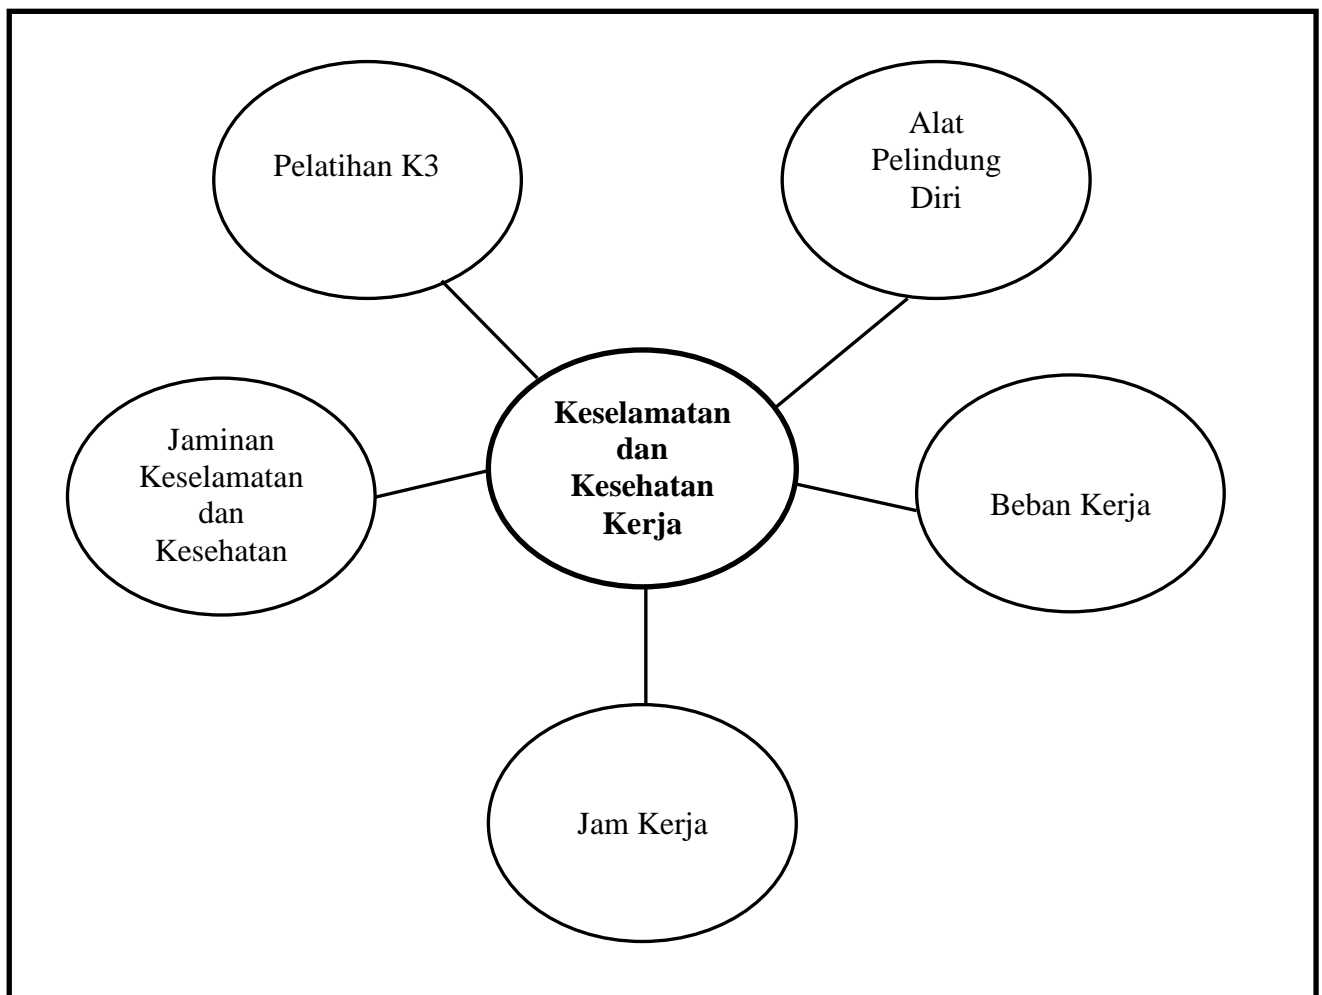 Pelatihan K3
Alat
Pelindung
Diri
Keselamatan
dan
Kesehatan
Kerja
Jaminan
Keselamatan
dan
Kesehatan
Beban Kerja
Jam Kerja